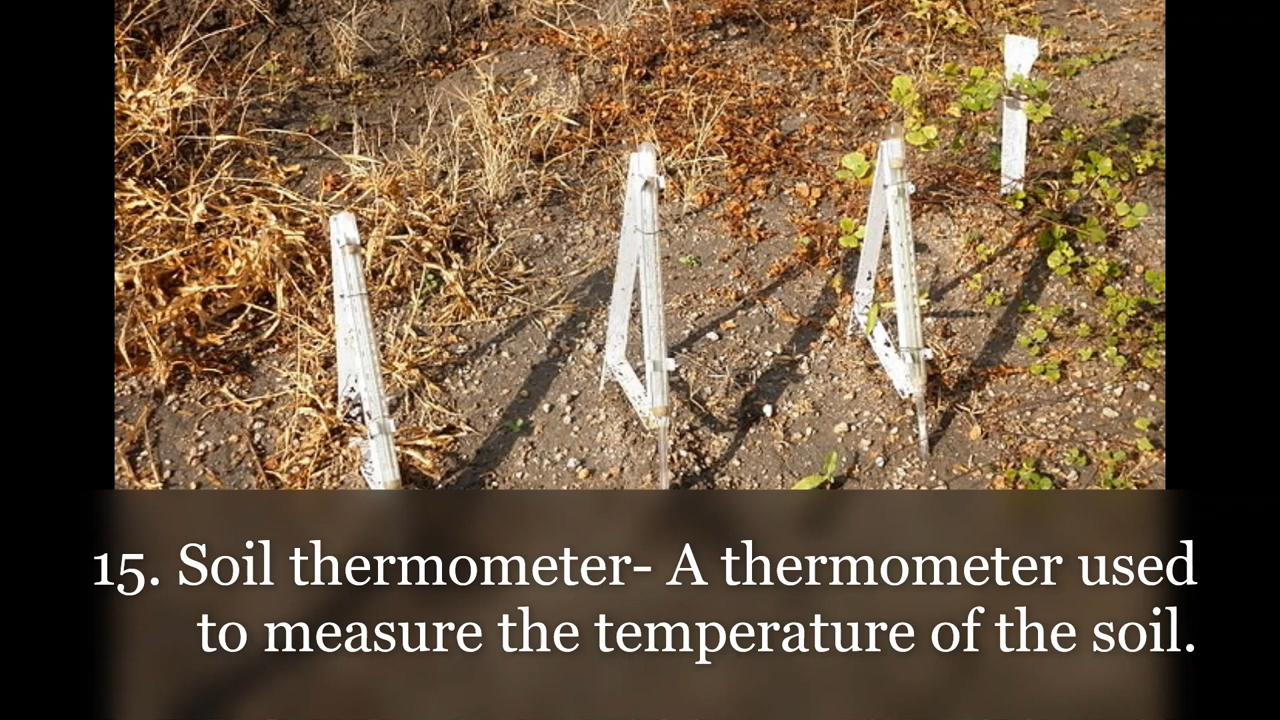 15. Soil thermometer- A thermometer used
to measure the temperature of the soil.